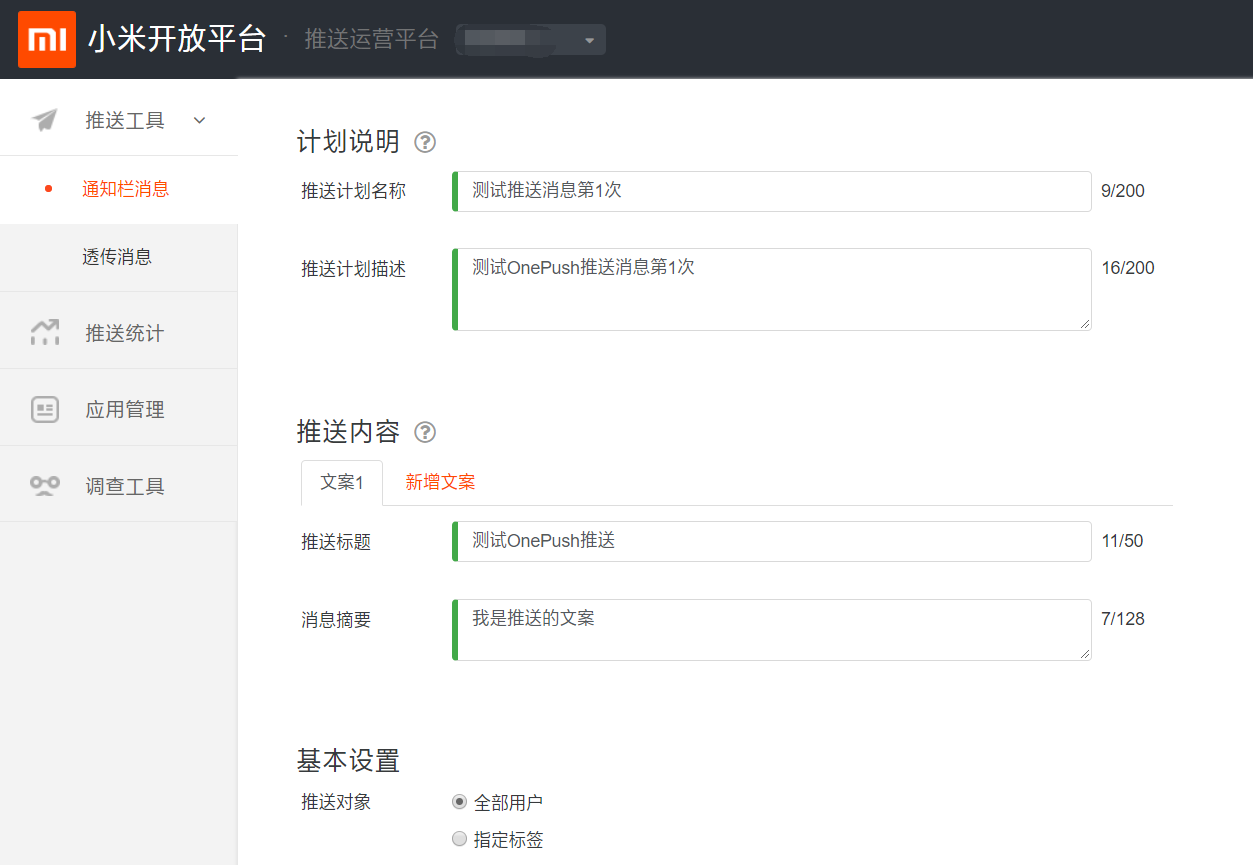 小米开放平台 · 推送运营平台
推送工具
通知栏消息
透传消息
推送统计
应用管理
调查工具
计划说明 ?
推送计划名称 测试推送消息第1次 9/200
推送计划描述 测试OnePush推送消息第1次 16/200
推送内容 ?
文案1 新增文案
推送标题 测试OnePush推送 11/50
消息摘要 我是推送的文案 7/128
基本设置
推送对象 全部用户
指定标签